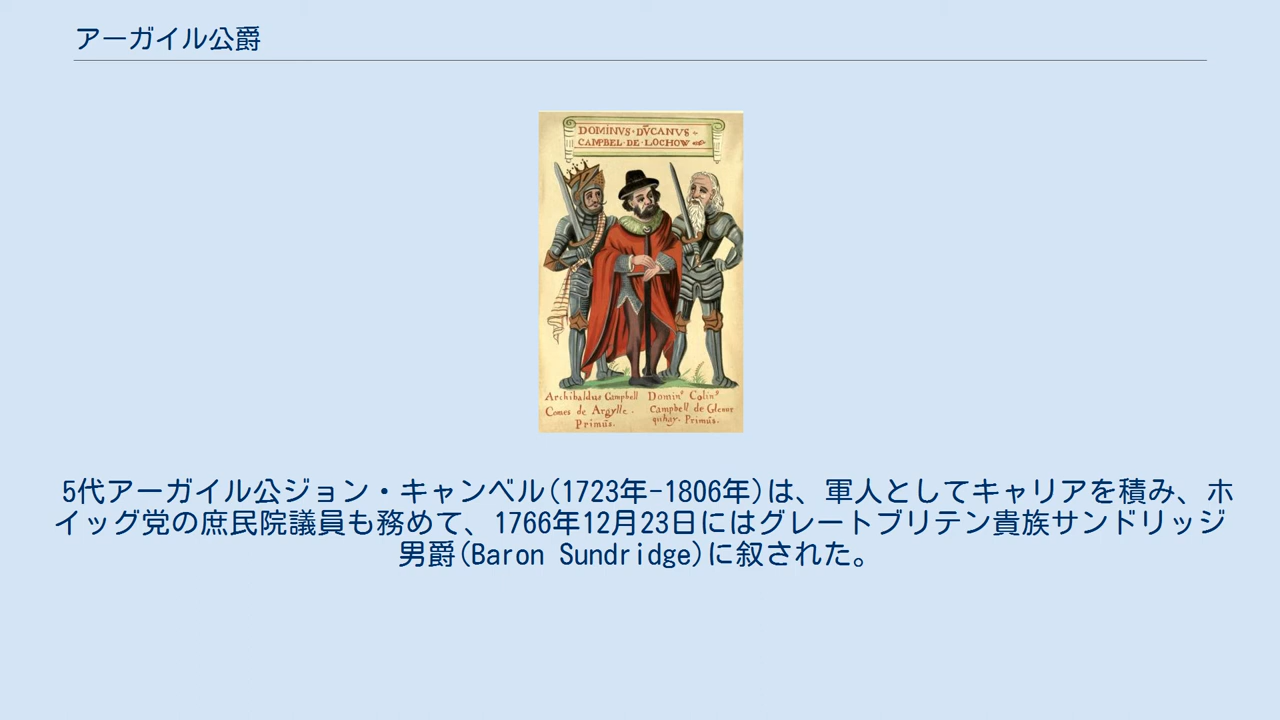 アーガイル公爵
DOMINVS·DVCANVS
CAMPBEL·DE·LOCHOW
Archibaldus Campbell
Comes de Argylle.
Primus.
Domin⁹ Colin⁹
Campbell de Glenur
quhay. Primus.
5代アーガイル公ジョン・キャンベル(1723年-1806年)は、軍人としてキャリアを積み、ホ
イッグ党の庶民院議員も務めて、1766年12月23日にはグレートブリテン貴族サンドリッジ
男爵(Baron Sundridge)に叙された。